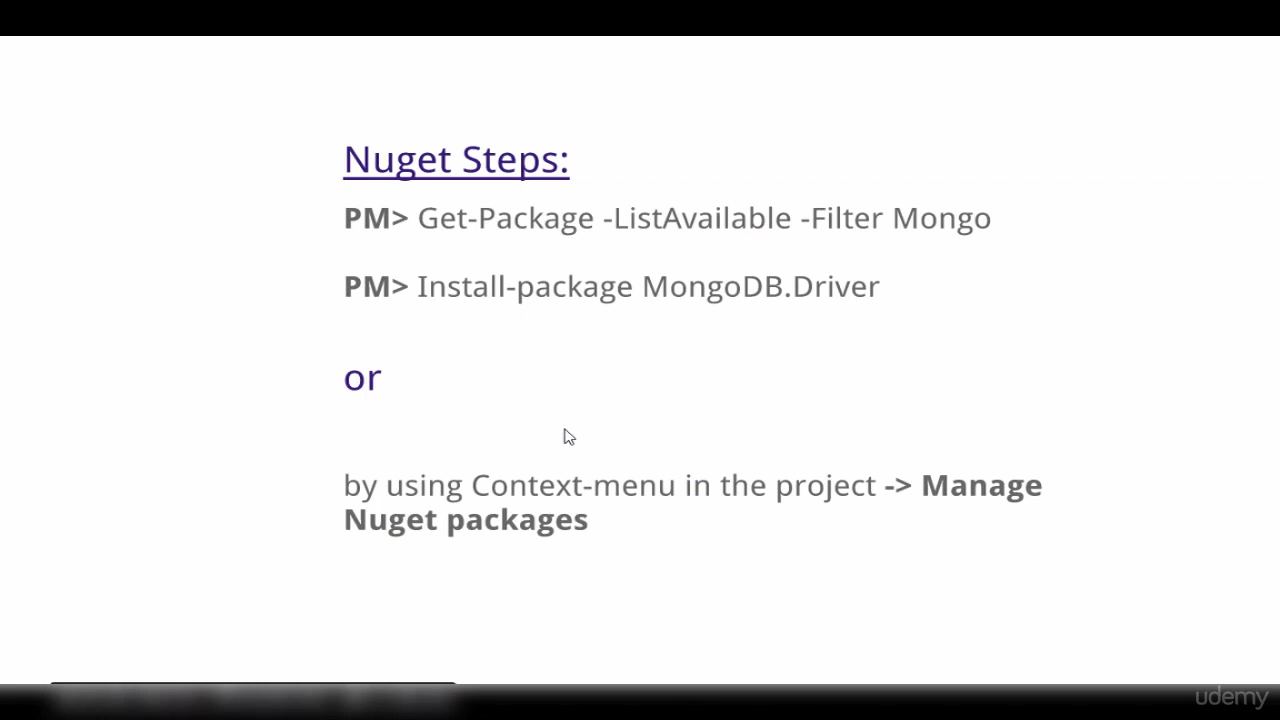 Nuget Steps:
PM> Get-Package -ListAvailable -Filter Mongo
PM> Install-package MongoDB.Driver
or
by using Context-menu in the project -> Manage
Nuget packages
udemy